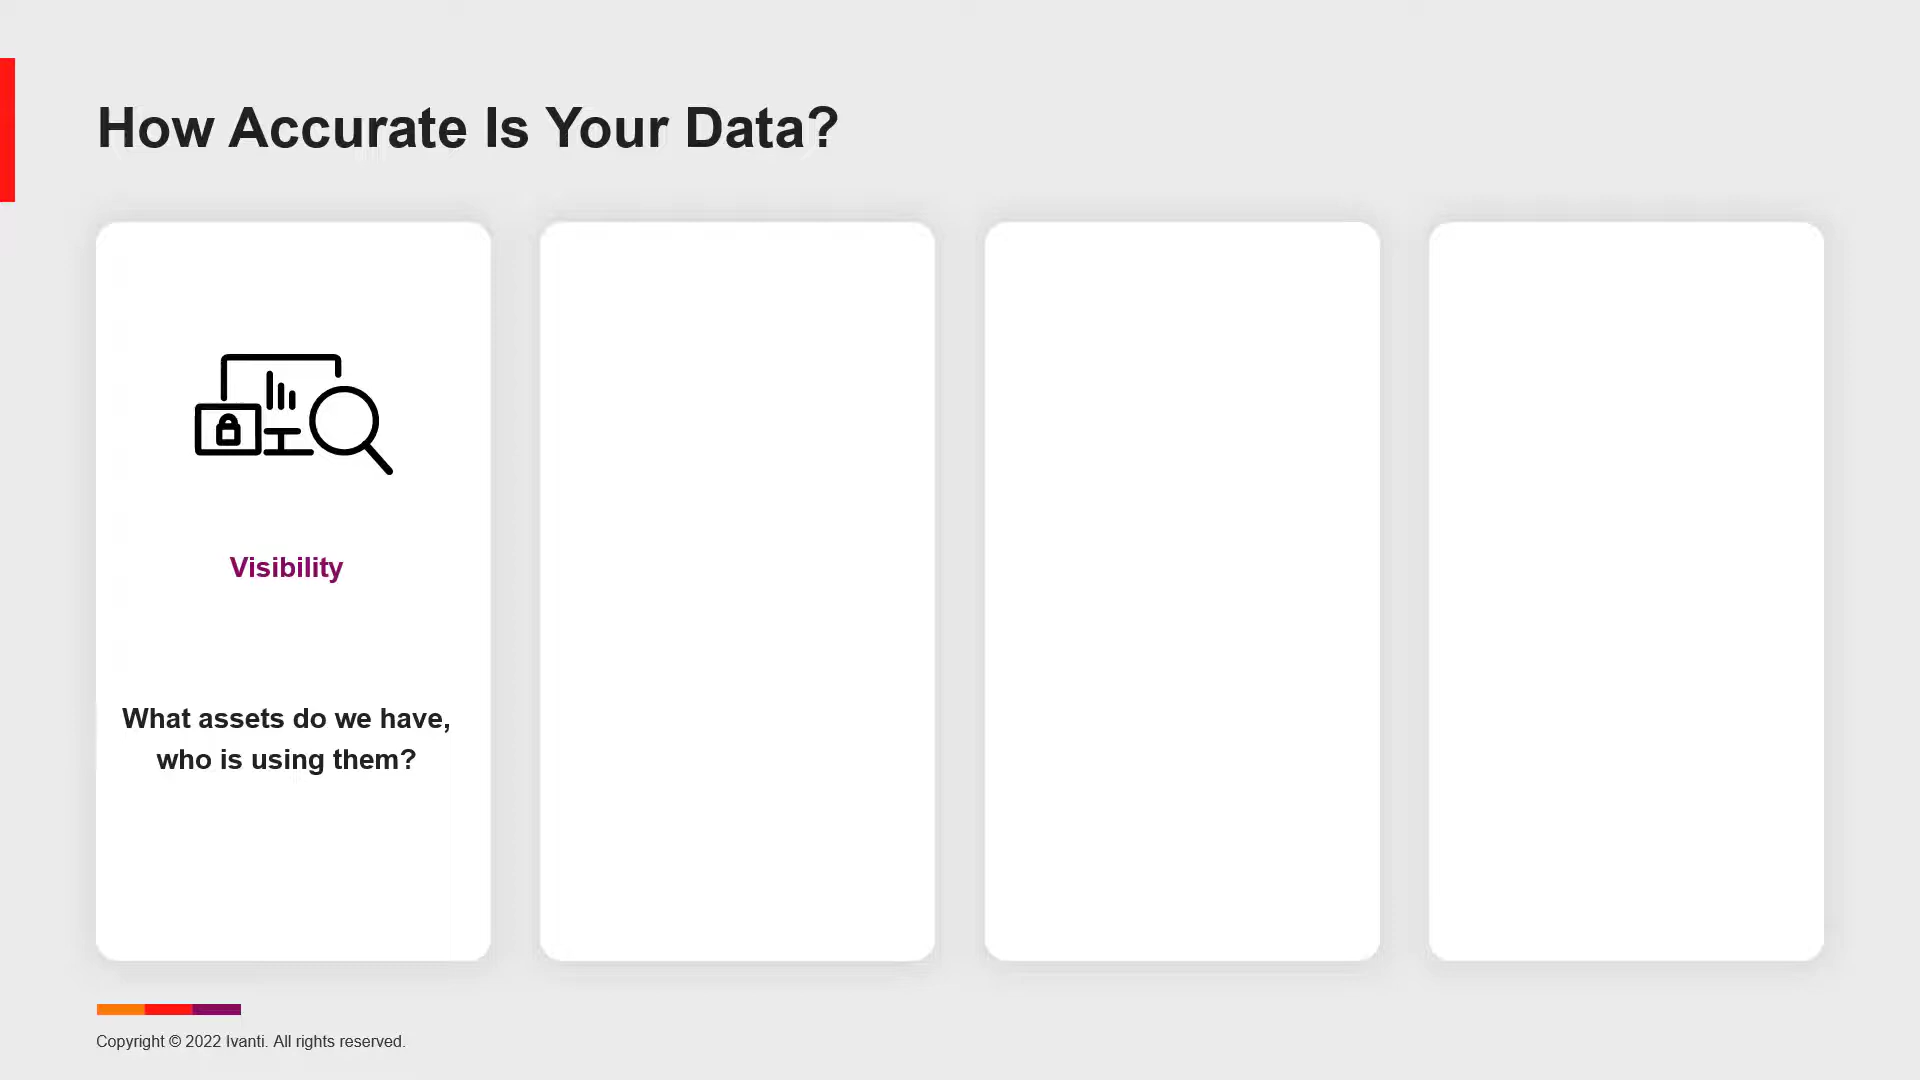 How Accurate Is Your Data?
Visibility
What assets do we have,
who is using them?
Copyright © 2022 Ivanti. All rights reserved.